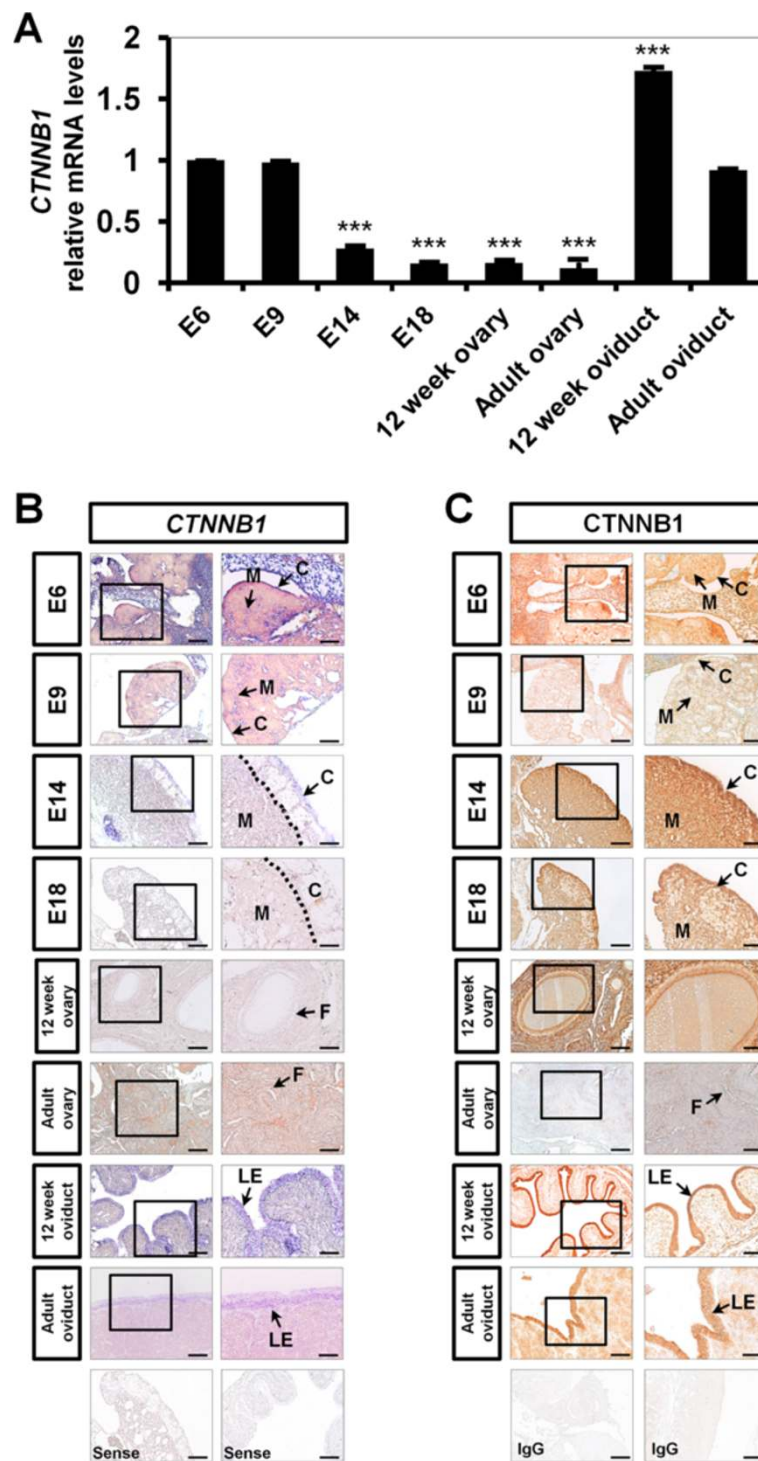 A
CTNNB1
relative mRNA levels
2
1.5
1
0.5
0
***
***
***
***
***
E6
E9
E14
E18
12 week ovary
Adult ovary
12 week oviduct
Adult oviduct
B
CTNNB1
E6
M
C
E9
M
C
E14
C
M
E18
C
M
12 week
ovary
F
Adult
ovary
F
12 week
oviduct
LE
Adult
oviduct
LE
Sense
Sense
C
CTNNB1
E6
M
C
E9
C
M
E14
C
M
E18
C
M
12 week
ovary
Adult
ovary
F
12 week
oviduct
LE
Adult
oviduct
LE
IgG
IgG